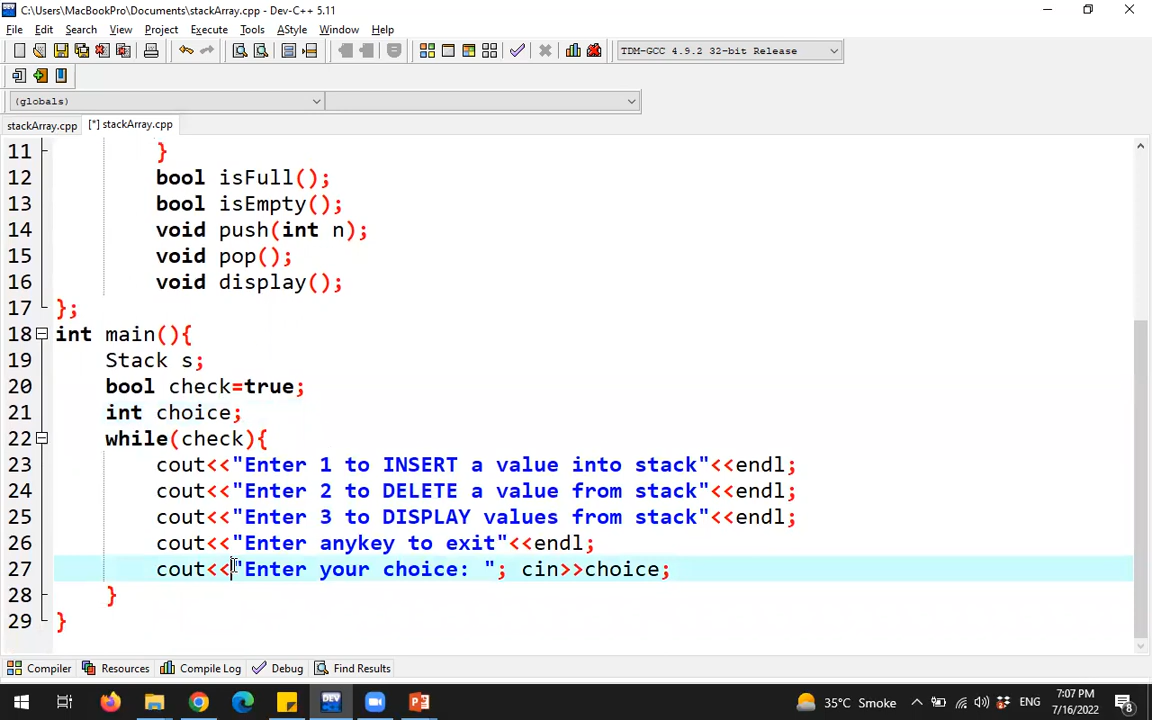 C:\Users\MacBookPro\Documents\stackArray.cpp - Dev-C++ 5.11
File Edit Search View Project Execute Tools AStyle Window Help
TDM-GCC 4.9.2 32-bit Release
(globals)
stackArray.cpp [*] stackArray.cpp
11 }
12 bool isFull();
13 bool isEmpty();
14 void push(int n);
15 void pop();
16 void display();
17 };
18 int main(){
19 Stack s;
20 bool check=true;
21 int choice;
22 while(check){
23 cout<<"Enter 1 to INSERT a value into stack"<<endl;
24 cout<<"Enter 2 to DELETE a value from stack"<<endl;
25 cout<<"Enter 3 to DISPLAY values from stack"<<endl;
26 cout<<"Enter anykey to exit"<<endl;
27 cout<<"Enter your choice: "; cin>>choice;
28 }
29 }
Compiler Resources Compile Log Debug Find Results
DEV 35°C Smoke ENG 7:07 PM
7/16/2022 8